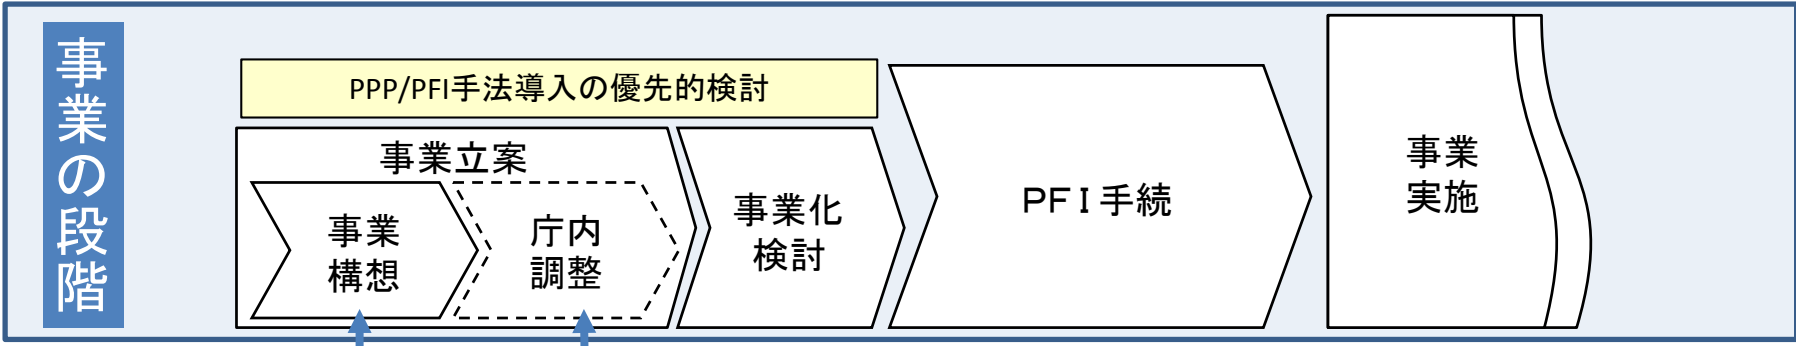 事業の段階
PPP/PFI手法導入の優先的検討
事業立案
事業
構想
庁内
調整
事業化
検討
ＰＦＩ手続
事業
実施